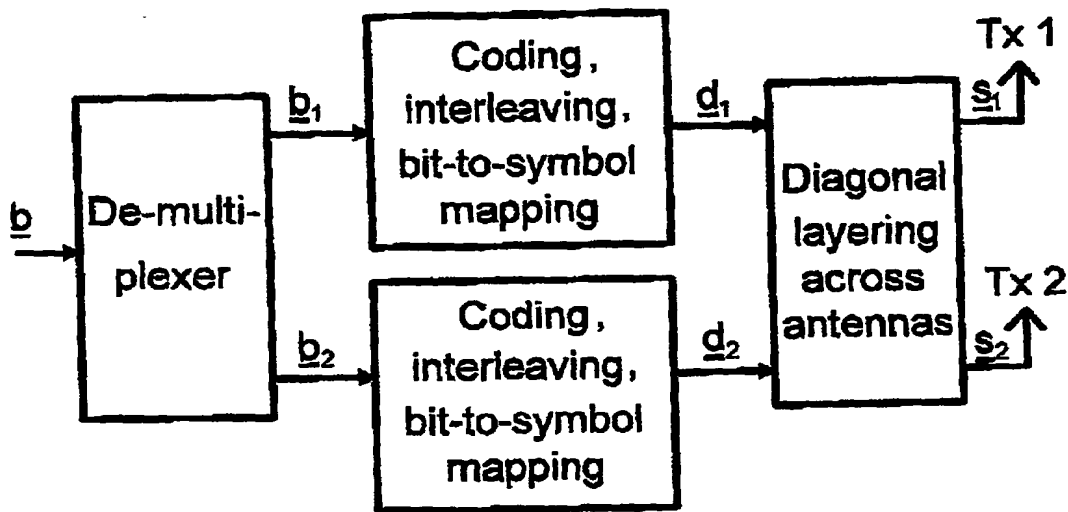 b
De-multi-
plexer
b₁
b₂
Coding,
interleaving,
bit-to-symbol
mapping
Coding,
interleaving,
bit-to-symbol
mapping
d₁
d₂
Diagonal
layering
across
antennas
s₁
Tx 1
s₂
Tx 2